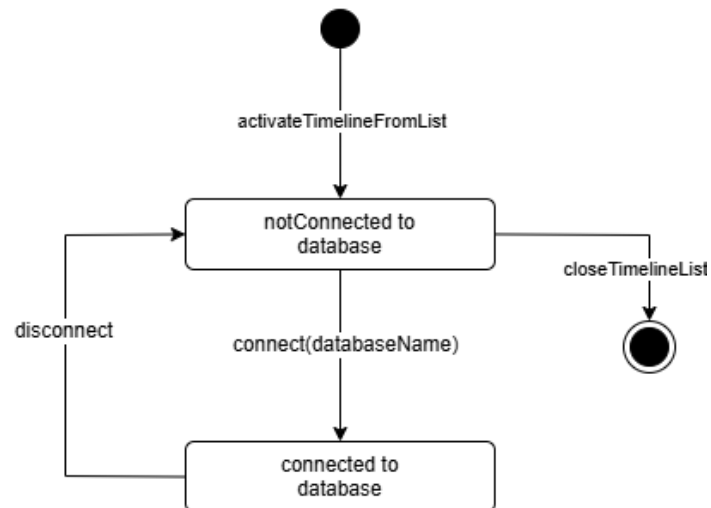 activateTimelineFromList
notConnected to
database
closeTimelineList
disconnect
connect(databaseName)
connected to
database